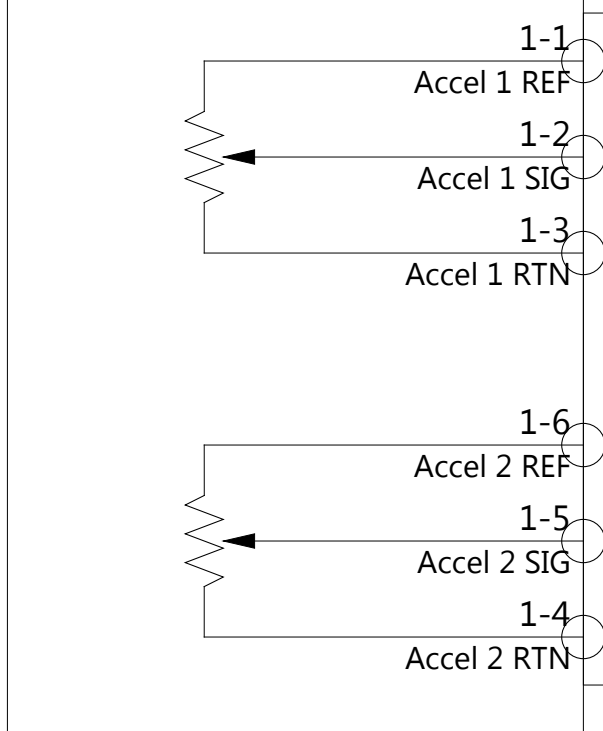 1-1
Accel 1 REF
1-2
Accel 1 SIG
1-3
Accel 1 RTN
1-6
Accel 2 REF
1-5
Accel 2 SIG
1-4
Accel 2 RTN